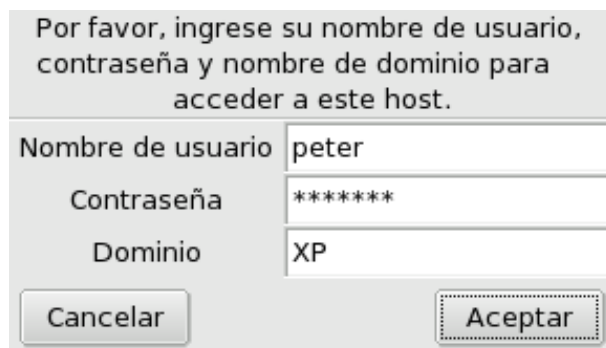 Por favor, ingrese su nombre de usuario,
contraseña y nombre de dominio para
acceder a este host.
Nombre de usuario peter
Contraseña *******
Dominio XP
Cancelar Aceptar